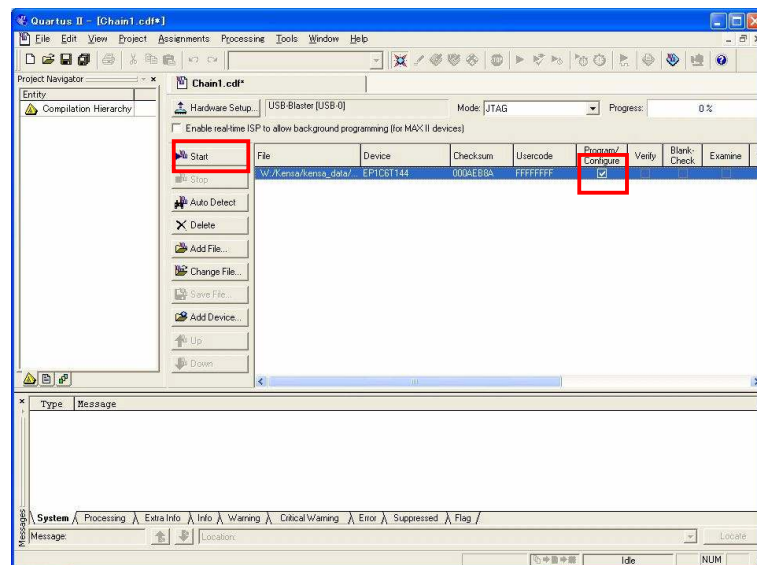 Quartus II - [Chain1.cdf*]
File Edit View Project Assignments Processing Tools Window Help
Project Navigator
Entity
Compilation Hierarchy
Chain1.cdf*
Hardware Setup... USB-Blaster [USB-0] Mode: JTAG Progress: 0 %
Enable real-time ISP to allow background programming (for MAX II devices)
Start
Stop
Auto Detect
Delete
Add File...
Change File...
Save File...
Add Device...
Up
Down
File Device Checksum Usercode Program/Configure Verify Blank-Check Examine
W:/Kensa/kensa_data/... EP1C6T144 000AEB8A FFFFFFFF
Type Message
System Processing Extra Info Info Warning Critical Warning Error Suppressed Flag
Messages
Message: Location: Locate
Idle NUM